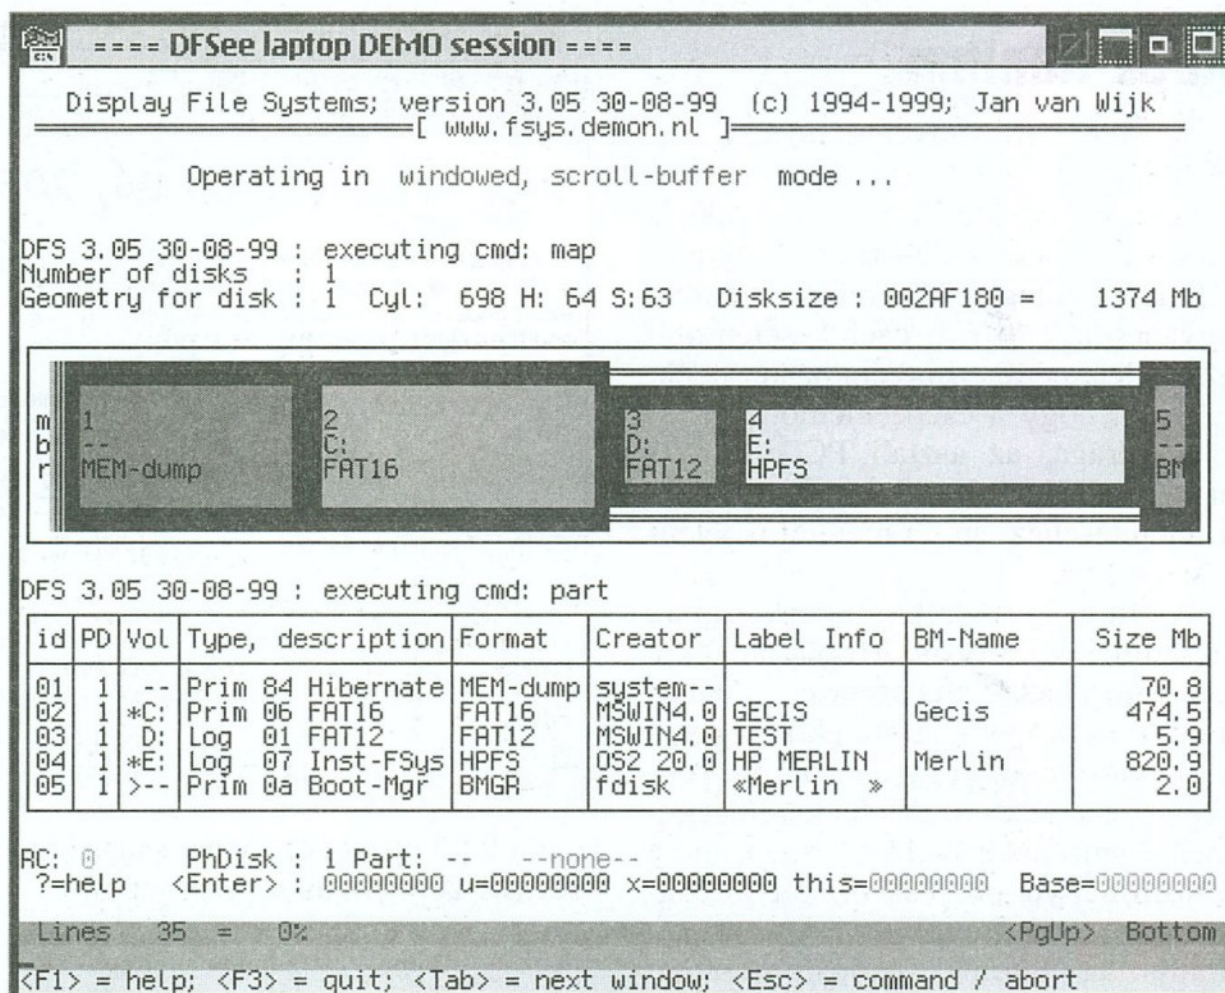 ==== DFSee laptop DEMO session ====
Display File Systems; version 3.05 30-08-99 (c) 1994-1999; Jan van Wijk
[ www.fsys.demon.nl ]
Operating in windowed, scroll-buffer mode ...
DFS 3.05 30-08-99 : executing cmd: map
Number of disks : 1
Geometry for disk : 1 Cyl: 698 H: 64 S:63 Disksize : 002AF180 = 1374 Mb
m 1 2 3 4 5
b -- C: D: E: --
r MEM-dump FAT16 FAT12 HPFS BM
DFS 3.05 30-08-99 : executing cmd: part
id PD Vol Type, description Format Creator Label Info BM-Name Size Mb
01 1 -- Prim 84 Hibernate MEM-dump system-- 70.8
02 1 *C: Prim 06 FAT16 FAT16 MSWIN4.0 GECIS Gecis 474.5
03 1 D: Log 01 FAT12 FAT12 MSWIN4.0 TEST 5.9
04 1 *E: Log 07 Inst-FSys HPFS OS2 20.0 HP MERLIN Merlin 820.9
05 1 >-- Prim 0a Boot-Mgr BMGR fdisk «Merlin » 2.0
RC: 0 PhDisk : 1 Part: -- --none--
?=help <Enter> : 00000000 u=00000000 x=00000000 this=00000000 Base=00000000
Lines 35 = 0% <PgUp> Bottom
<F1> = help; <F3> = quit; <Tab> = next window; <Esc> = command / abort